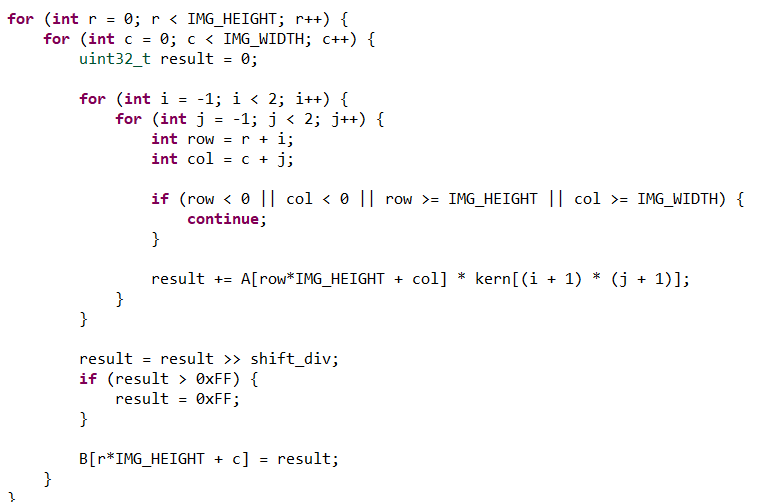 for (int r = 0; r < IMG_HEIGHT; r++) {
    for (int c = 0; c < IMG_WIDTH; c++) {
        uint32_t result = 0;

        for (int i = -1; i < 2; i++) {
            for (int j = -1; j < 2; j++) {
                int row = r + i;
                int col = c + j;

                if (row < 0 || col < 0 || row >= IMG_HEIGHT || col >= IMG_WIDTH) {
                    continue;
                }

                result += A[row*IMG_HEIGHT + col] * kern[(i + 1) * (j + 1)];
            }
        }

        result = result >> shift_div;
        if (result > 0xFF) {
            result = 0xFF;
        }

        B[r*IMG_HEIGHT + c] = result;
    }
}